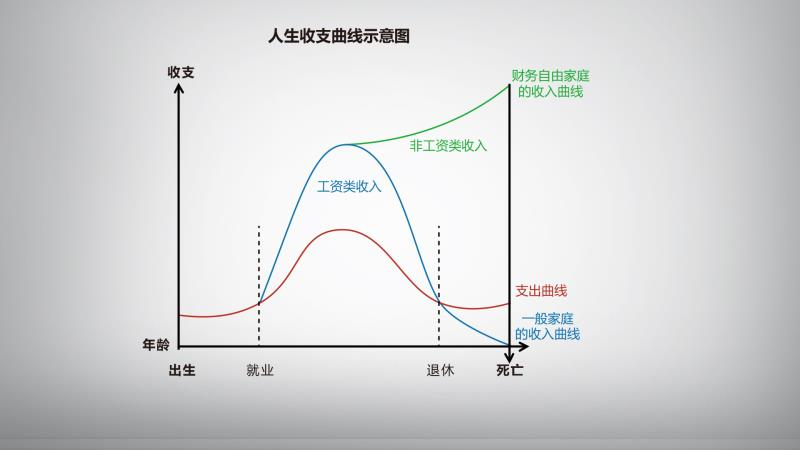 人生收支曲线示意图
收支
财务自由家庭
的收入曲线
非工资类收入
工资类收入
支出曲线
一般家庭
的收入曲线
年龄
出生
就业
退休
死亡